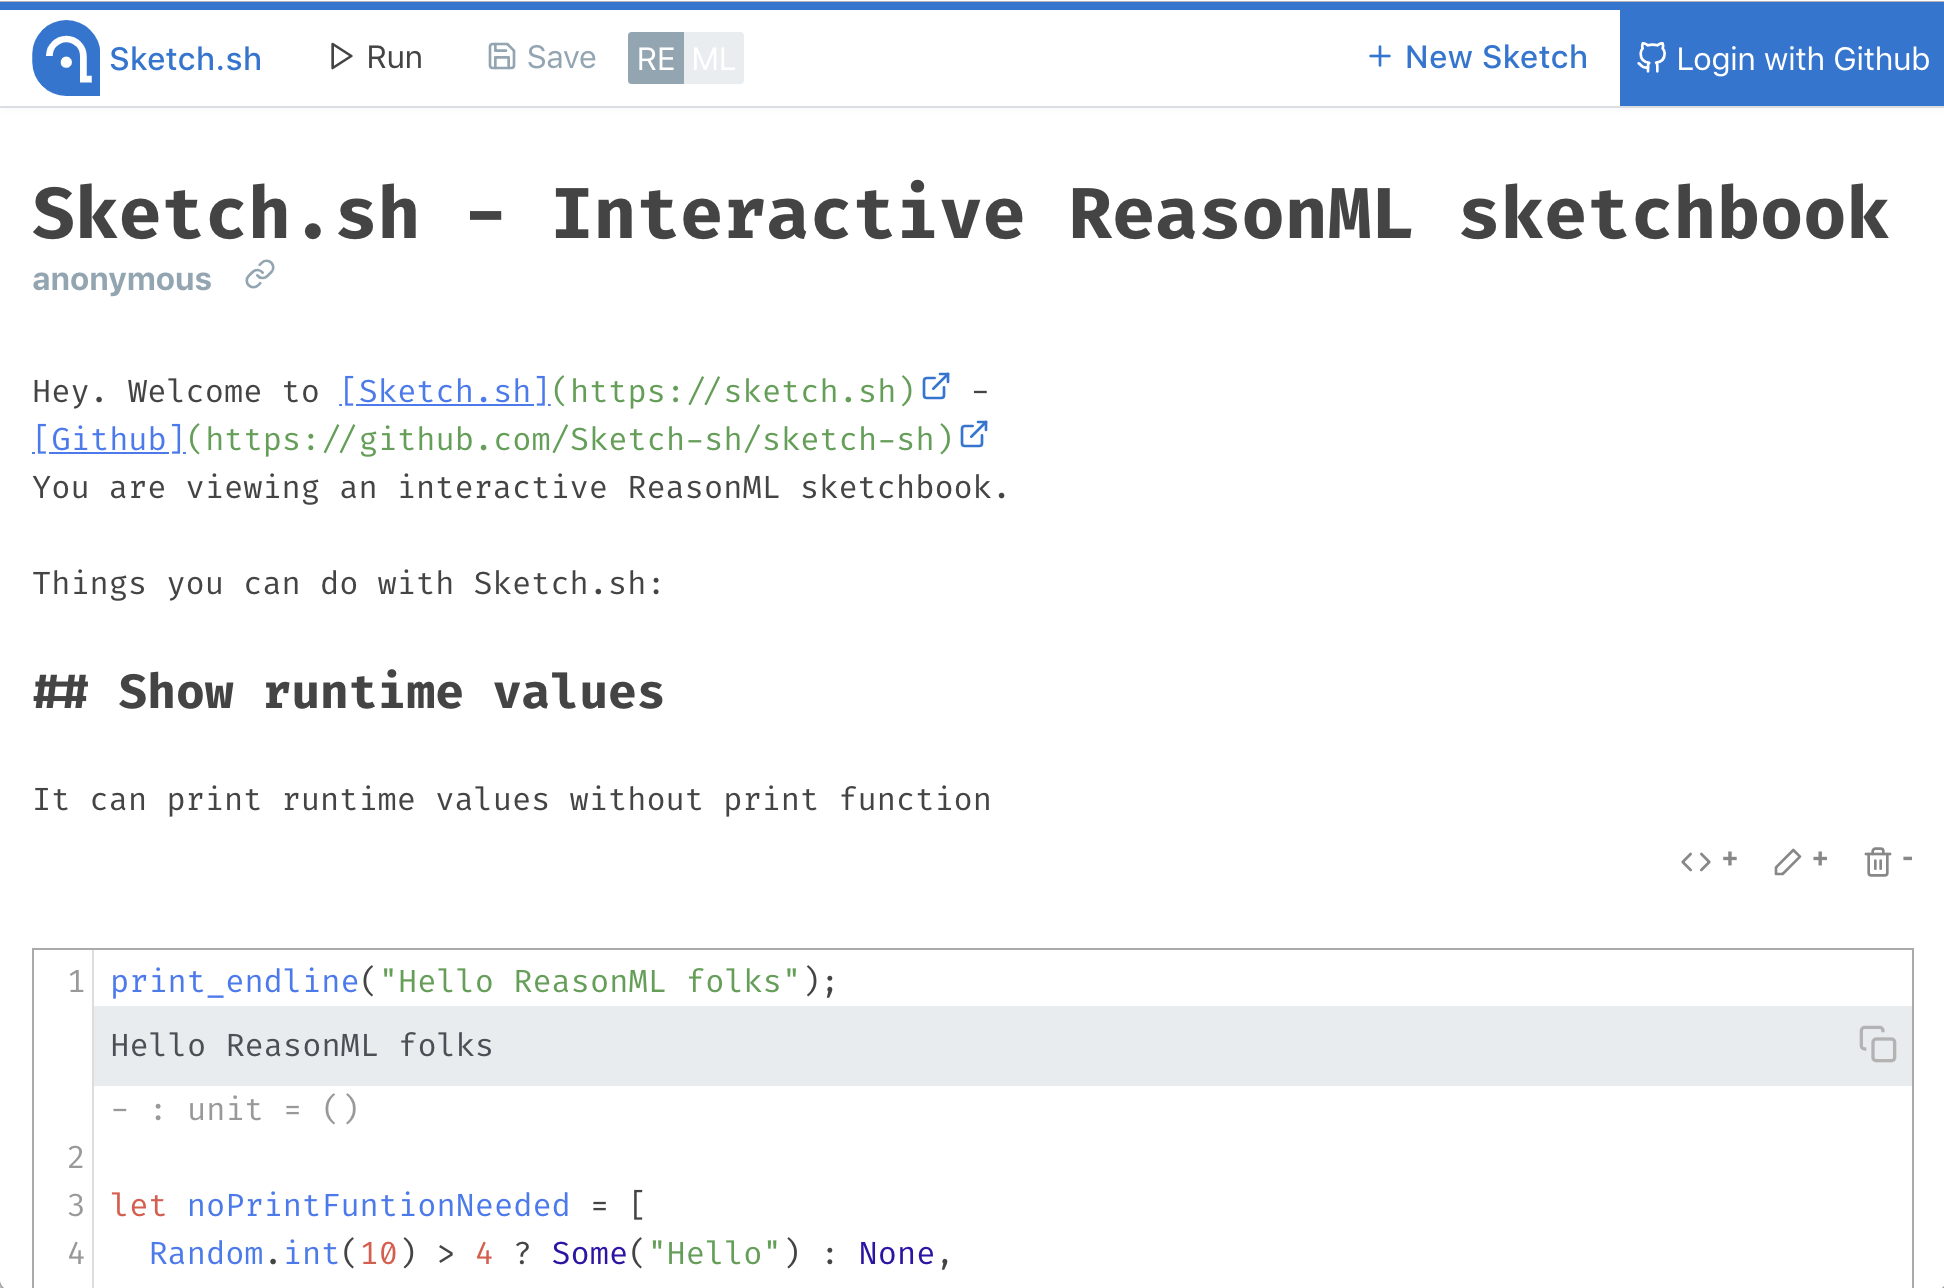 Sketch.sh Run Save RE ML + New Sketch Login with Github
Sketch.sh - Interactive ReasonML sketchbook
anonymous
Hey. Welcome to [Sketch.sh](https://sketch.sh) -
[Github](https://github.com/Sketch-sh/sketch-sh)
You are viewing an interactive ReasonML sketchbook.
Things you can do with Sketch.sh:
## Show runtime values
It can print runtime values without print function
<> + + -
1 print_endline("Hello ReasonML folks");
Hello ReasonML folks
- : unit = ()
2
3 let noPrintFuntionNeeded = [
4 Random.int(10) > 4 ? Some("Hello") : None,